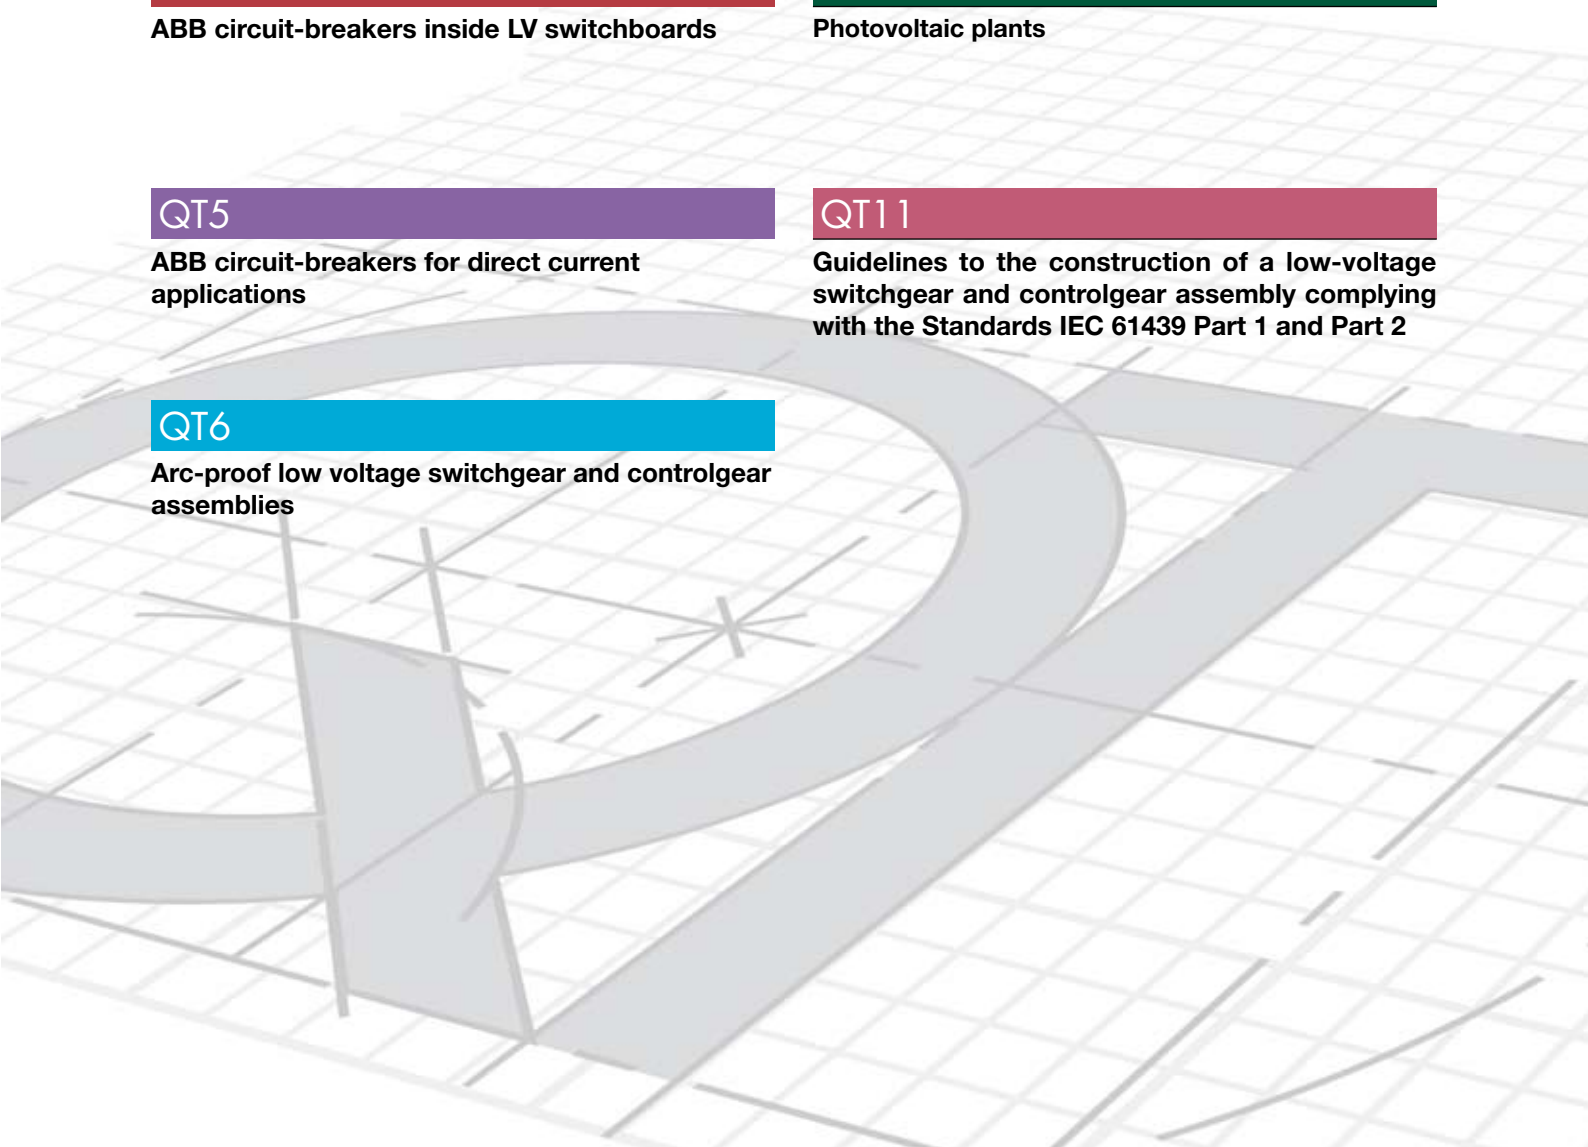 ABB circuit-breakers inside LV switchboards
QT5
ABB circuit-breakers for direct current
applications
QT6
Arc-proof low voltage switchgear and controlgear
assemblies
Photovoltaic plants
QT11
Guidelines to the construction of a low-voltage
switchgear and controlgear assembly complying
with the Standards IEC 61439 Part 1 and Part 2